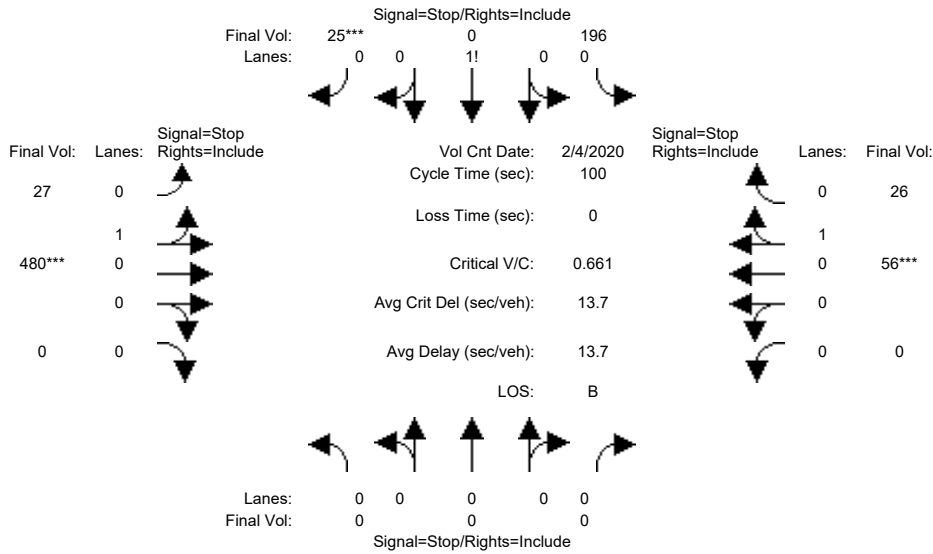 Signal=Stop/Rights=Include
Final Vol: 25*** 0 196
Lanes: 0 0 1! 0 0
Signal=Stop
Final Vol: Lanes: Rights=Include
Vol Cnt Date: 2/4/2020
Signal=Stop
Rights=Include Lanes: Final Vol:
Cycle Time (sec): 100
27 0
0 26
Loss Time (sec): 0
1
1
480*** 0
Critical V/C: 0.661
0 56***
0
Avg Crit Del (sec/veh): 13.7
0
0 0
Avg Delay (sec/veh): 13.7
0 0
LOS: B
Lanes: 0 0 0 0 0
Final Vol: 0 0 0
Signal=Stop/Rights=Include